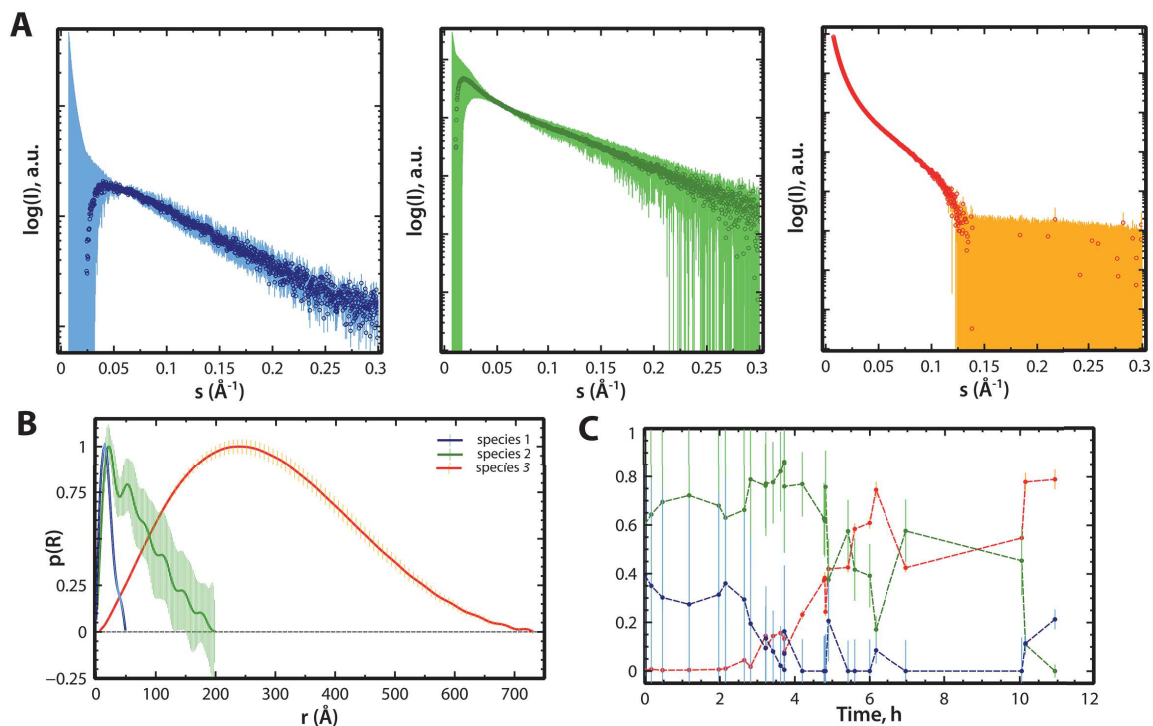 A
log(I), a.u.
0 0.05 0.1 0.15 0.2 0.25 0.3
s (Å-1)
log(I), a.u.
0 0.05 0.1 0.15 0.2 0.25 0.3
s (Å-1)
log(I), a.u.
0 0.05 0.1 0.15 0.2 0.25 0.3
s (Å-1)
B
p(R)
1
0.75
0.5
0.25
0
−0.25
0 100 200 300 400 500 600 700
r (Å)
species 1
species 2
species 3
C
1
0.8
0.6
0.4
0.2
0
0 2 4 6 8 10 12
Time, h